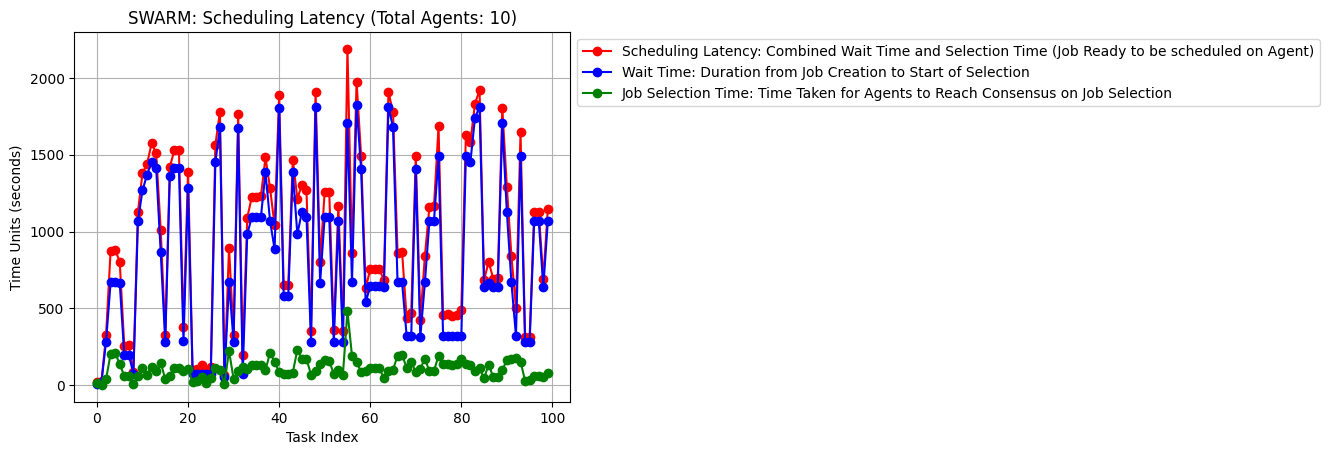 SWARM: Scheduling Latency (Total Agents: 10)
Scheduling Latency: Combined Wait Time and Selection Time (Job Ready to be scheduled on Agent)
Wait Time: Duration from Job Creation to Start of Selection
Job Selection Time: Time Taken for Agents to Reach Consensus on Job Selection
Time Units (seconds)
2000
1500
1000
500
0
0 20 40 60 80 100
Task Index